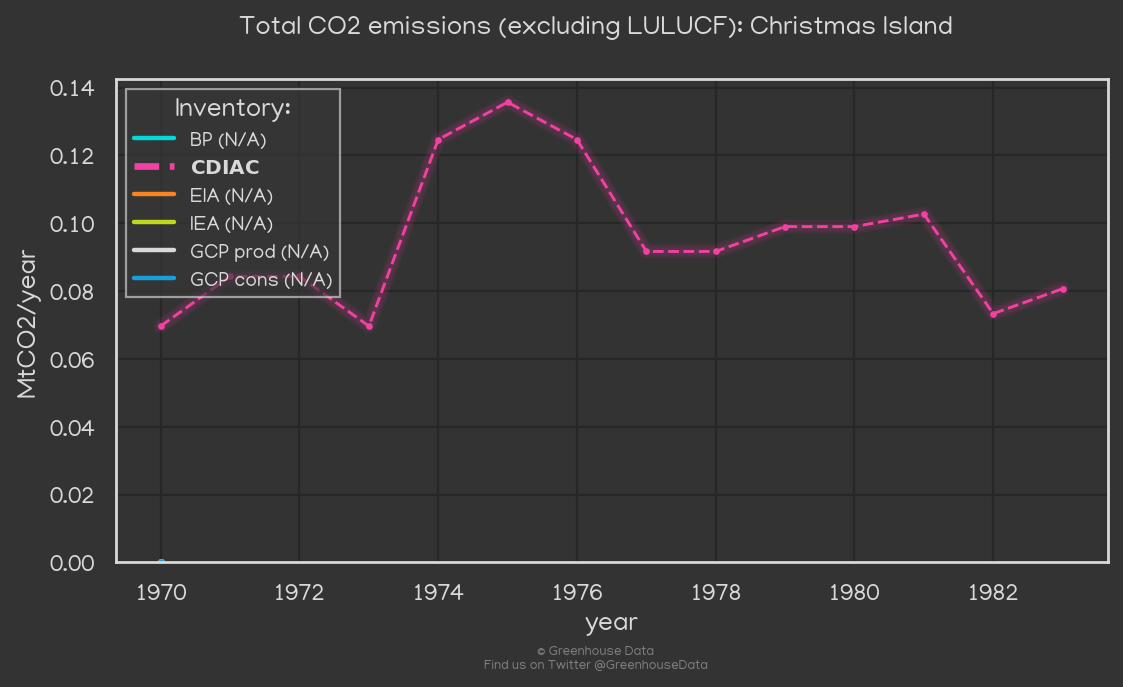 Total CO2 emissions (excluding LULUCF): Christmas Island
0.14
0.12
0.10
0.08
0.06
0.04
0.02
0.00
MtCO2/year
Inventory:
BP (N/A)
CDIAC
EIA (N/A)
IEA (N/A)
GCP prod (N/A)
GCP cons (N/A)
1970 1972 1974 1976 1978 1980 1982
year
© Greenhouse Data
Find us on Twitter @GreenhouseData